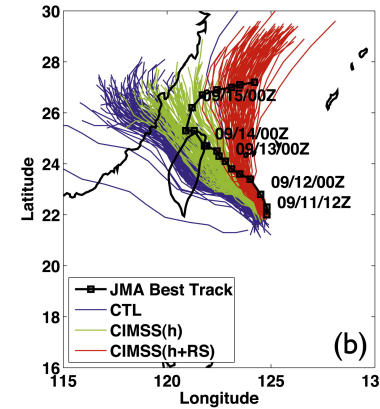 30
28
26
24
22
20
18
16
Latitude
09/15/00Z
09/14/00Z
09/13/00Z
09/12/00Z
09/11/12Z
JMA Best Track
CTL
CIMSS(h)
CIMSS(h+RS)
(b)
115 120 125 13
Longitude